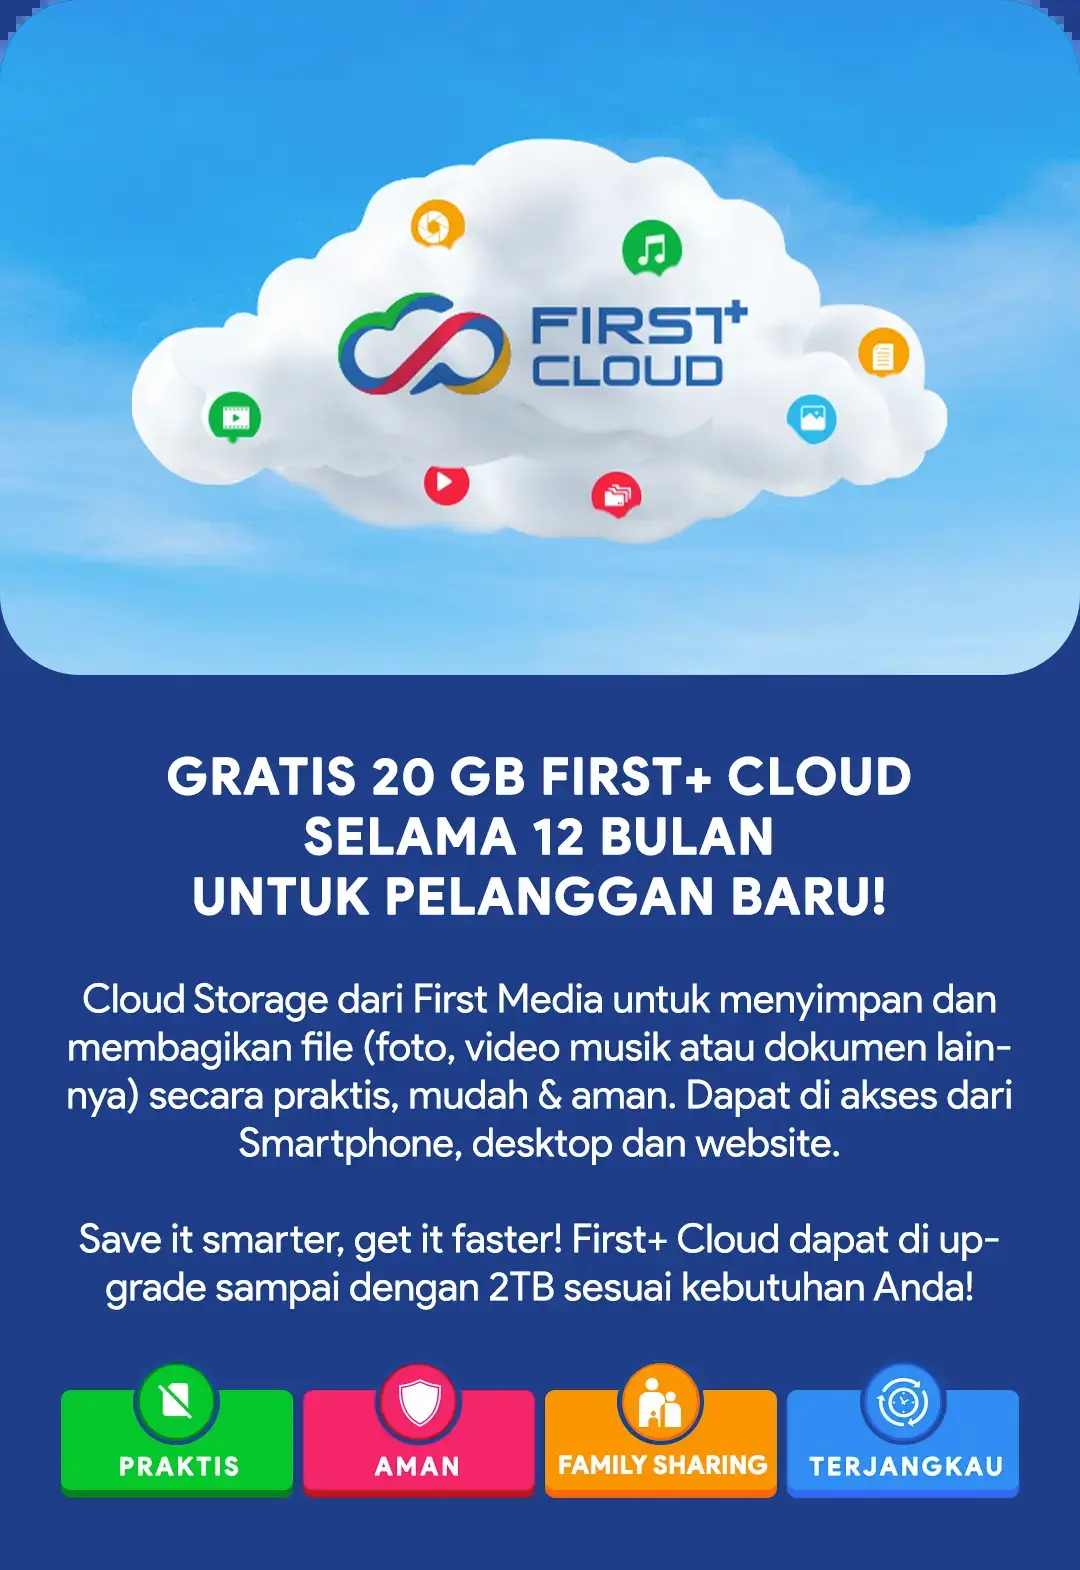 FIRST+
CLOUD
GRATIS 20 GB FIRST+ CLOUD
SELAMA 12 BULAN
UNTUK PELANGGAN BARU!
Cloud Storage dari First Media untuk menyimpan dan
membagikan file (foto, video musik atau dokumen lain-
nya) secara praktis, mudah & aman. Dapat di akses dari
Smartphone, desktop dan website.
Save it smarter, get it faster! First+ Cloud dapat di up-
grade sampai dengan 2TB sesuai kebutuhan Anda!
PRAKTIS
AMAN
FAMILY SHARING
TERJANGKAU